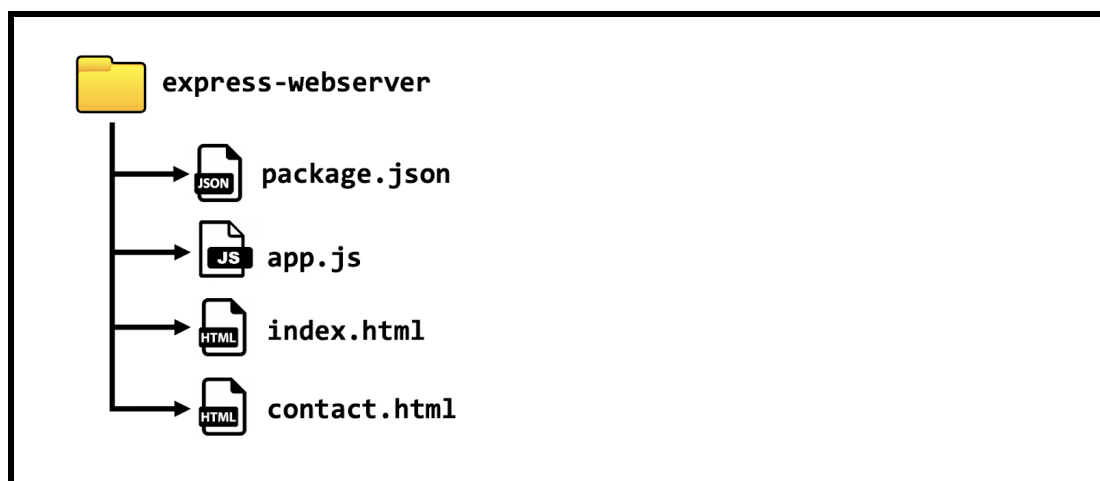 express-webserver
JSON package.json
JS app.js
HTML index.html
HTML contact.html